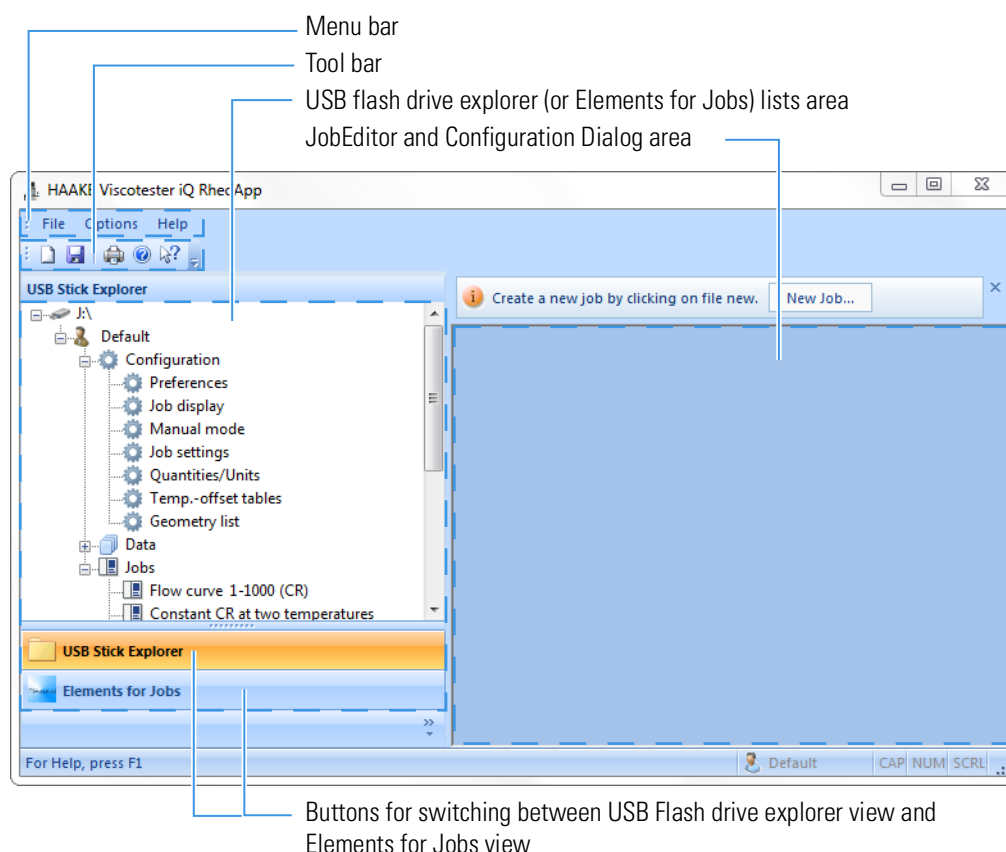 Menu bar
Tool bar
USB flash drive explorer (or Elements for Jobs) lists area
JobEditor and Configuration Dialog area
HAAKE Viscotester iQ RheoApp
File Options Help
USB Stick Explorer
Create a new job by clicking on file new. New Job...
J:\
Default
Configuration
Preferences
Job display
Manual mode
Job settings
Quantities/Units
Temp.-offset tables
Geometry list
Data
Jobs
Flow curve 1-1000 (CR)
Constant CR at two temperatures
USB Stick Explorer
Elements for Jobs
For Help, press F1 Default CAP NUM SCRL
Buttons for switching between USB Flash drive explorer view and
Elements for Jobs view